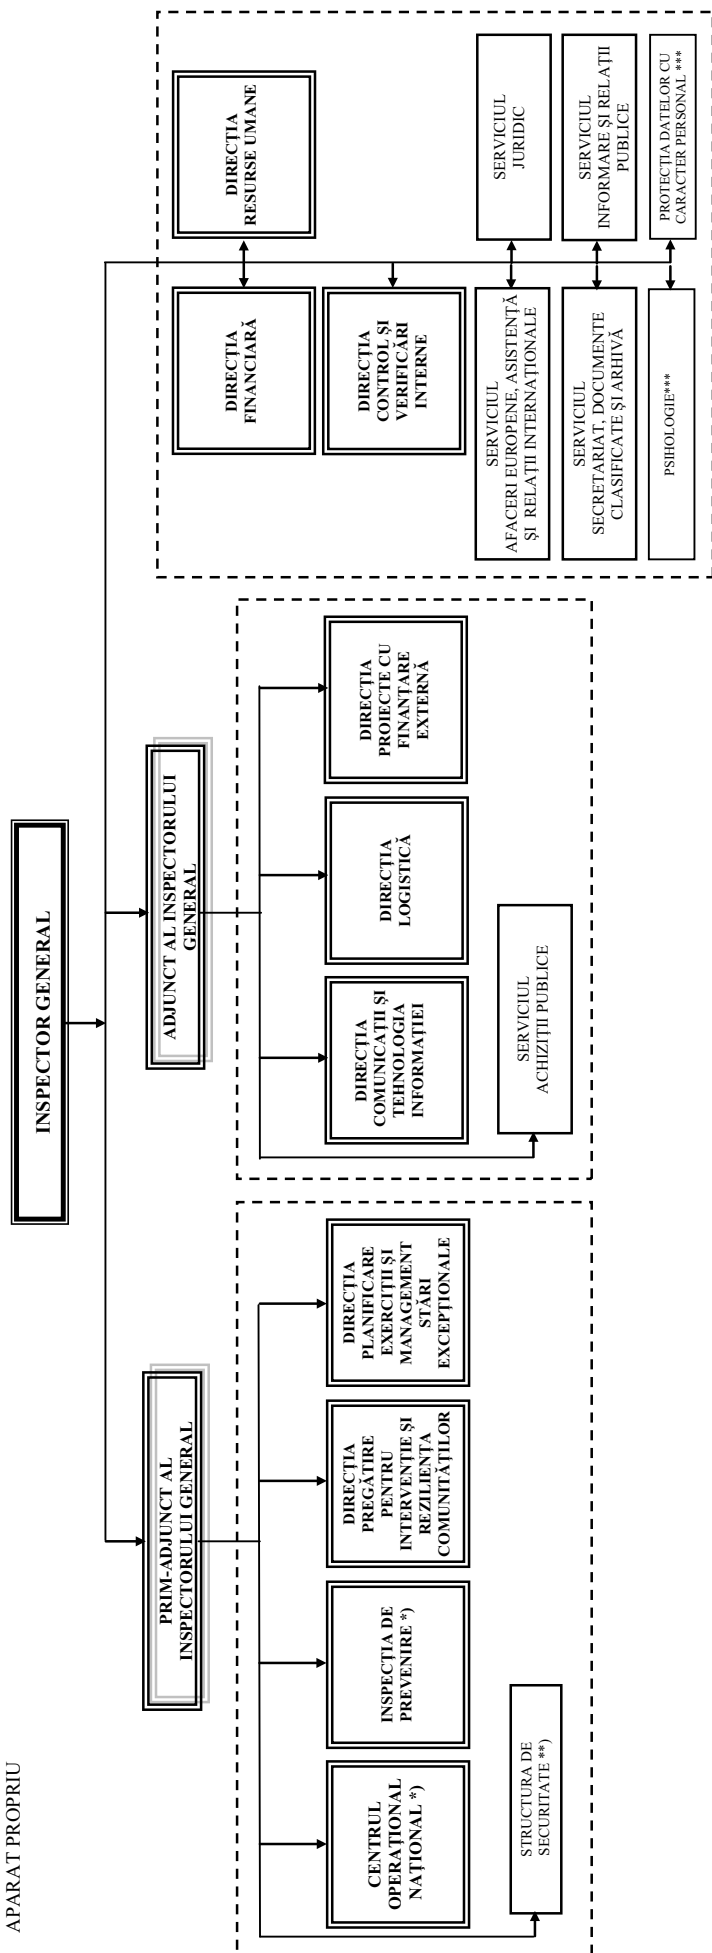 APARAT PROPRIU
INSPECTOR GENERAL
PRIM-ADJUNCT AL
INSPECTORULUI GENERAL
ADJUNCT AL INSPECTORULUI
GENERAL
CENTRUL
OPERAȚIONAL
NAȚIONAL *)
INSPECȚIA DE
PREVENIRE *)
DIRECȚIA
PREGĂTIRE
PENTRU
INTERVENȚIE ȘI
REZILIENȚA
COMUNITĂȚILOR
DIRECȚIA
PLANIFICARE
EXERCIȚII ȘI
MANAGEMENT
STĂRI
EXCEPȚIONALE
STRUCTURA DE
SECURITATE **)
DIRECȚIA
COMUNICAȚII ȘI
TEHNOLOGIA
INFORMAȚIEI
DIRECȚIA
LOGISTICĂ
DIRECȚIA
PROIECTE CU
FINANȚARE
EXTERNĂ
SERVICIUL
ACHIZIȚII PUBLICE
DIRECȚIA
FINANCIARĂ
DIRECȚIA
RESURSE UMANE
DIRECȚIA
CONTROL ȘI
VERIFICĂRI
INTERNE
SERVICIUL
AFACERI EUROPENE, ASISTENȚĂ
ȘI RELAȚII INTERNAȚIONALE
SERVICIUL
JURIDIC
SERVICIUL
SECRETARIAT, DOCUMENTE
CLASIFICATE ȘI ARHIVĂ
SERVICIUL
INFORMARE ȘI RELAȚII
PUBLICE
PSIHOLOGIE***
PROTECȚIA DATELOR CU
CARACTER PERSONAL ***